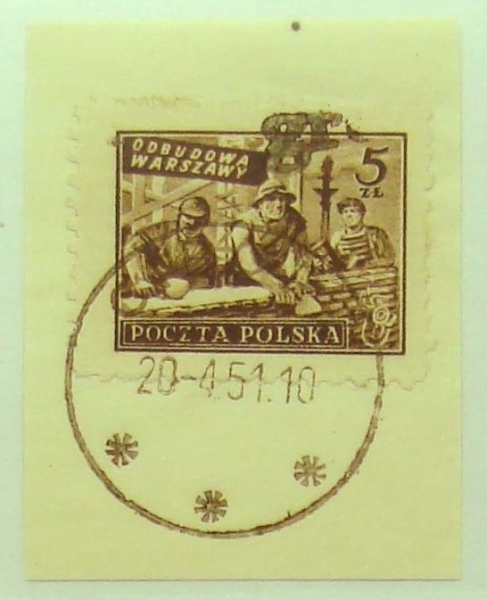 ODBUDOWA
WARSZAWY
5
ZŁ
POCZTA POLSKA
20-4 51.10